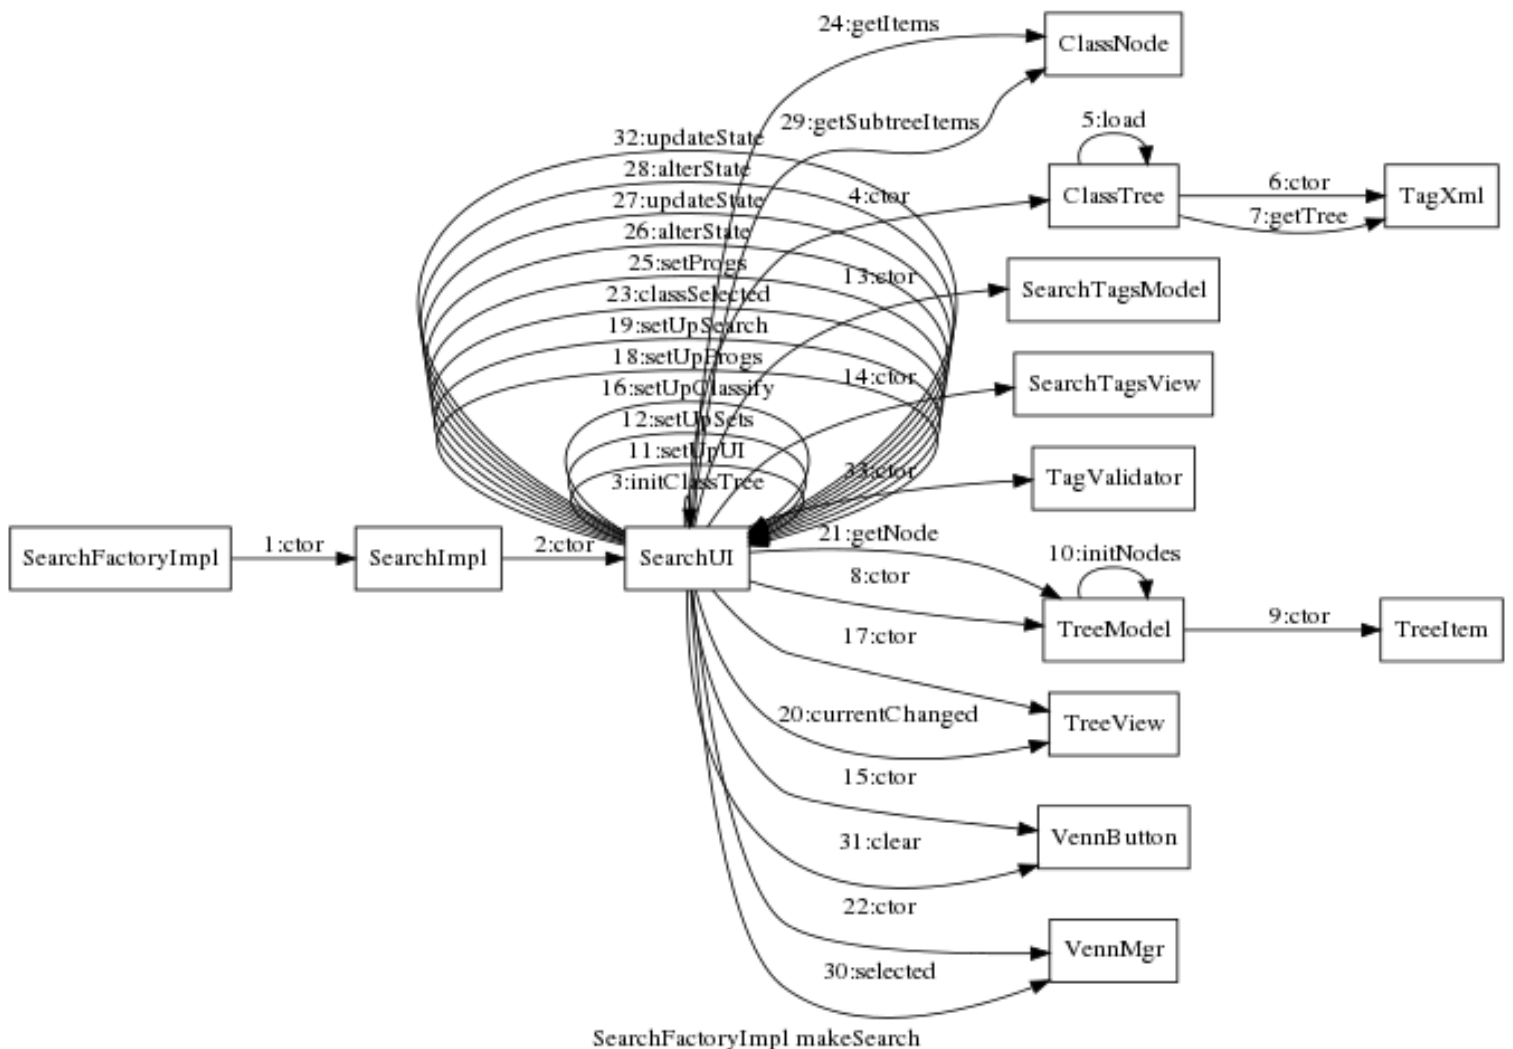 24:getItems
ClassNode
29:getSubtreeItems
5:load
32:updateState
28:alterState
4:ctor
ClassTree
6:ctor
TagXml
27:updateState
7:getTree
26:alterState
25:setProgs
13:ctor
SearchTagsModel
23:classSelected
19:setUpSearch
18:setUpProgs
14:ctor
SearchTagsView
16:setUpClassify
12:setUpSets
11:setUpUI
33:ctor
TagValidator
3:initClassTree
SearchFactoryImpl
1:ctor
SearchImpl
2:ctor
SearchUI
21:getNode
10:initNodes
8:ctor
TreeModel
9:ctor
TreeItem
17:ctor
20:currentChanged
TreeView
15:ctor
31:clear
VennButton
22:ctor
VennMgr
30:selected
SearchFactoryImpl makeSearch